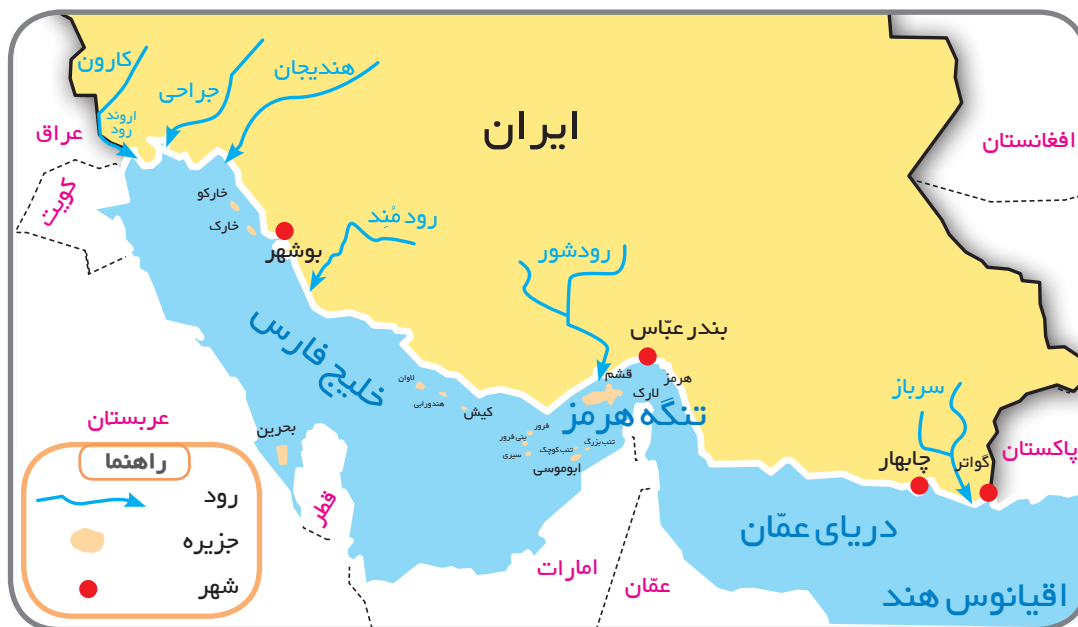 کارون
جراحی
هندیجان
اروند
رود
ایران
عراق
کویت
افغانستان
خارکو
خارک
بوشهر
رود مُند
رودشور
خلیج فارس
بندر عبّاس
قشم
هرمز
لارک
تنگه هرمز
لاوان
هندورابی
کیش
فرور
بنی فرور
سیری
تنب بزرگ
تنب کوچک
ابوموسی
سرباز
چابهار
گواتر
پاکستان
عربستان
بحرین
قطر
امارات
عمّان
دریای عمّان
اقیانوس هند
راهنما
رود
جزیره
شهر